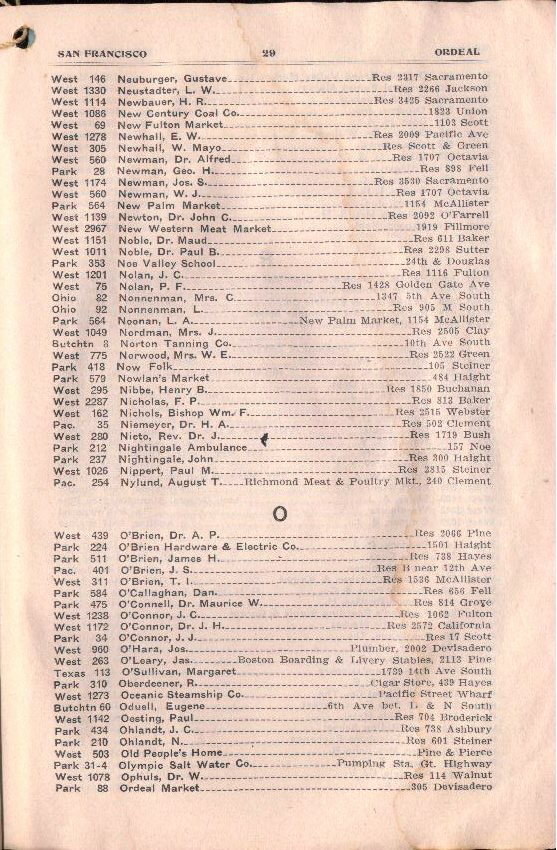 SAN FRANCISCO 29 ORDEAL
West 146 Neuburger, Gustave Res 2317 Sacramento
West 1330 Neustadter, L. W. Res 2266 Jackson
West 1114 Newbauer, H. R. Res 3425 Sacramento
West 1086 New Century Coal Co. 1823 Union
West 69 New Fulton Market 1103 Scott
West 1278 Newhall, E. W. Res 2009 Pacific Ave
West 305 Newhall, W. Mayo Res Scott & Green
West 560 Newman, Dr. Alfred Res 1707 Octavia
Park 28 Newman, Geo. H. Res 898 Fell
West 1174 Newman, Jos. S. Res 3530 Sacramento
West 560 Newman, W. J. Res 1707 Octavia
Park 564 New Palm Market 1154 McAllister
West 1139 Newton, Dr. John C. Res 2092 O'Farrell
West 2967 New Western Meat Market 1919 Fillmore
West 1151 Noble, Dr. Maud Res 611 Baker
West 1011 Noble, Dr. Paul B. Res 2298 Sutter
Park 353 Noe Valley School 24th & Douglas
West 1201 Nolan, J. C. Res 1116 Fulton
West 75 Nolan, P. F. Res 1428 Golden Gate Ave
Ohio 82 Nonnenman, Mrs. C 1347 5th Ave South
Ohio 92 Nonnenman, L. Res 905 M South
Park 564 Noonan, L. A. New Palm Market, 1154 McAllister
West 1049 Nordman, Mrs. J. Res 2505 Clay
Butchtn 3 Norton Tanning Co. 10th Ave South
West 775 Norwood, Mrs. W. E. Res 2522 Green
Park 418 Now Folk 105 Steiner
Park 579 Nowlan's Market 484 Haight
West 295 Nibbe, Henry B. Res 1850 Buchanan
West 2287 Nicholas, F. P. Res 813 Baker
West 162 Nichols, Bishop Wm. F. Res 2515 Webster
Pac. 35 Niemeyer, Dr. H. A. Res 502 Clement
West 280 Nieto, Rev. Dr. J. Res 1719 Bush
Park 212 Nightingale Ambulance 157 Noe
Park 237 Nightingale, John Res 300 Haight
West 1026 Nippert, Paul M. Res 2815 Steiner
Pac. 254 Nylund, August T. Richmond Meat & Poultry Mkt., 240 Clement
O
West 439 O'Brien, Dr. A. P. Res 2066 Pine
Park 224 O'Brien Hardware & Electric Co. 1501 Haight
Park 511 O'Brien, James H. Res 738 Hayes
Pac. 401 O'Brien, J. S. Res B near 12th Ave
West 311 O'Brien, T. I. Res 1536 McAllister
Park 584 O'Callaghan, Dan. Res 656 Fell
Park 475 O'Connell, Dr. Maurice W. Res 814 Grove
West 1238 O'Connor, J. C. Res 1062 Fulton
West 1172 O'Connor, Dr. J. H. Res 2572 California
Park 34 O'Connor, J. J. Res 17 Scott
West 960 O'Hara, Jos. Plumber, 2002 Devisadero
West 263 O'Leary, Jas. Boston Boarding & Livery Stables, 2113 Pine
Texas 113 O'Sullivan, Margaret 1739 14th Ave South
Park 310 Oberdeener, R. Cigar Store, 439 Hayes
West 1273 Oceanic Steamship Co. Pacific Street Wharf
Butchtn 60 Oduell, Eugene 6th Ave bet. L & N South
West 1142 Oesting, Paul Res 704 Broderick
Park 434 Ohlandt, J. C. Res 738 Ashbury
Park 210 Ohlandt, N. Res 601 Steiner
West 503 Old People's Home Pine & Pierce
Park 31-4 Olympic Salt Water Co. Pumping Sta. Gt. Highway
West 1078 Ophuls, Dr. W. Res 114 Walnut
Park 88 Ordeal Market 305 Devisadero